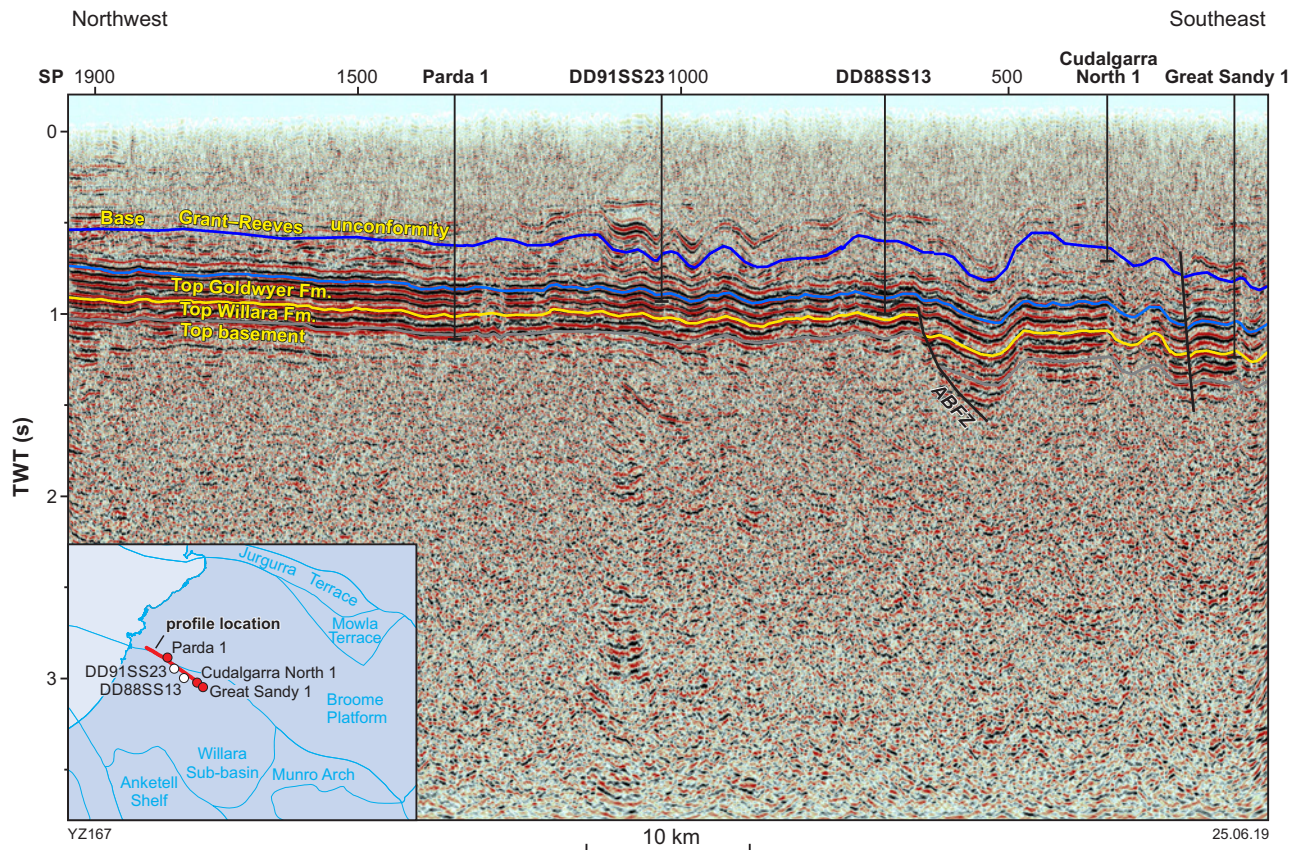 Northwest
Southeast
SP 1900 1500 Parda 1 DD91SS23 1000 DD88SS13 500 Cudalgarra
North 1 Great Sandy 1
0
Base Grant–Reeves unconformity
Top Goldwyer Fm.
1
Top Willara Fm.
Top basement
ABFZ
TWT (s)
2
3
Jurgurra Terrace
Mowla
Terrace
profile location
Parda 1
DD91SS23
Cudalgarra North 1
DD88SS13
Great Sandy 1
Broome
Platform
Willara
Sub-basin
Munro Arch
Anketell
Shelf
YZ167
10 km
25.06.19